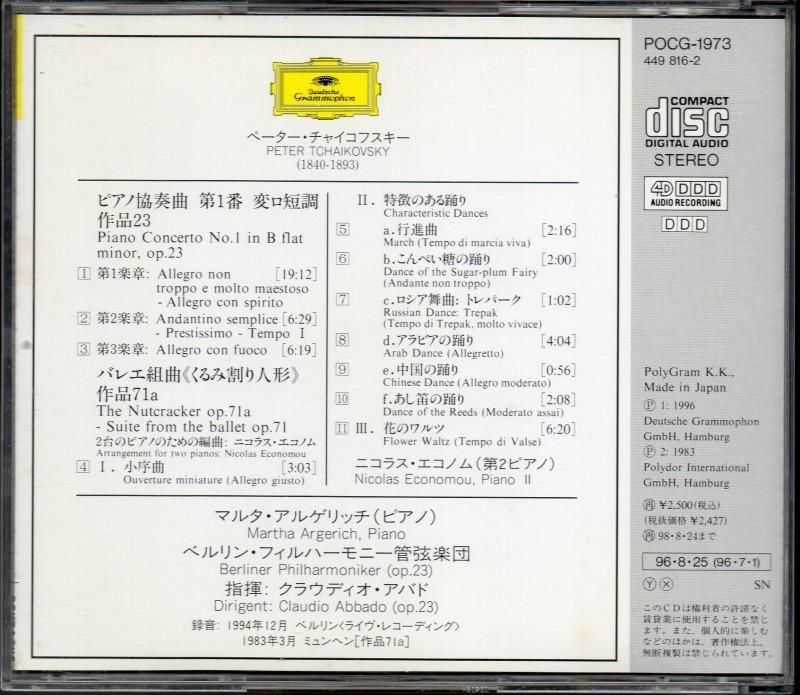 Deutsche
Grammophon
ペーター・チャイコフスキー
PETER TCHAIKOVSKY
(1840-1893)
ピアノ協奏曲 第1番 変ロ短調
作品23
Piano Concerto No.1 in B flat
minor, op.23
1 第1楽章: Allegro non [19:12]
troppo e molto maestoso
- Allegro con spirito
2 第2楽章: Andantino semplice [6:29]
- Prestissimo - Tempo I
3 第3楽章: Allegro con fuoco [6:19]
バレエ組曲《くるみ割り人形》
作品71a
The Nutcracker op.71a
- Suite from the ballet op.71
2台のピアノのための編曲: ニコラス・エコノム
Arrangement for two pianos: Nicolas Economou
4 I. 小序曲 [3:03]
Ouverture miniature (Allegro giusto)
II. 特徴のある踊り
Characteristic Dances
5 a.行進曲 [2:16]
March (Tempo di marcia viva)
6 b.こんぺい糖の踊り [2:00]
Dance of the Sugar-plum Fairy
(Andante non troppo)
7 c.ロシア舞曲: トレパーク [1:02]
Russian Dance: Trepak
(Tempo di Trepak, molto vivace)
8 d.アラビアの踊り [4:04]
Arab Dance (Allegretto)
9 e.中国の踊り [0:56]
Chinese Dance (Allegro moderato)
10 f.あし笛の踊り [2:08]
Dance of the Reeds (Moderato assai)
11 III. 花のワルツ [6:20]
Flower Waltz (Tempo di Valse)
ニコラス・エコノム(第2ピアノ)
Nicolas Economou, Piano II
マルタ・アルゲリッチ(ピアノ)
Martha Argerich, Piano
ベルリン・フィルハーモニー管弦楽団
Berliner Philharmoniker (op.23)
指揮: クラウディオ・アバド
Dirigent: Claudio Abbado (op.23)
録音: 1994年12月 ベルリン〈ライヴ・レコーディング〉
1983年3月 ミュンヘン[作品71a]
POCG-1973
449 816-2
COMPACT
disc
DIGITAL AUDIO
STEREO
4D DDD
AUDIO RECORDING
DDD
PolyGram K.K.,
Made in Japan
Ⓟ 1: 1996
Deutsche Grammophon
GmbH, Hamburg
Ⓟ 2: 1983
Polydor International
GmbH, Hamburg
再 ¥2,500(税込)
(税抜価格 ¥2,427)
再 98・8・24まで
96・8・25 (96・7・1)
Ⓨ Ⓧ SN
このCDは権利者の許諾なく
賃貸業に使用することを禁じ
ます。また、個人的に楽しむ
などのほかは、著作権法上、
無断複製は禁じられています。